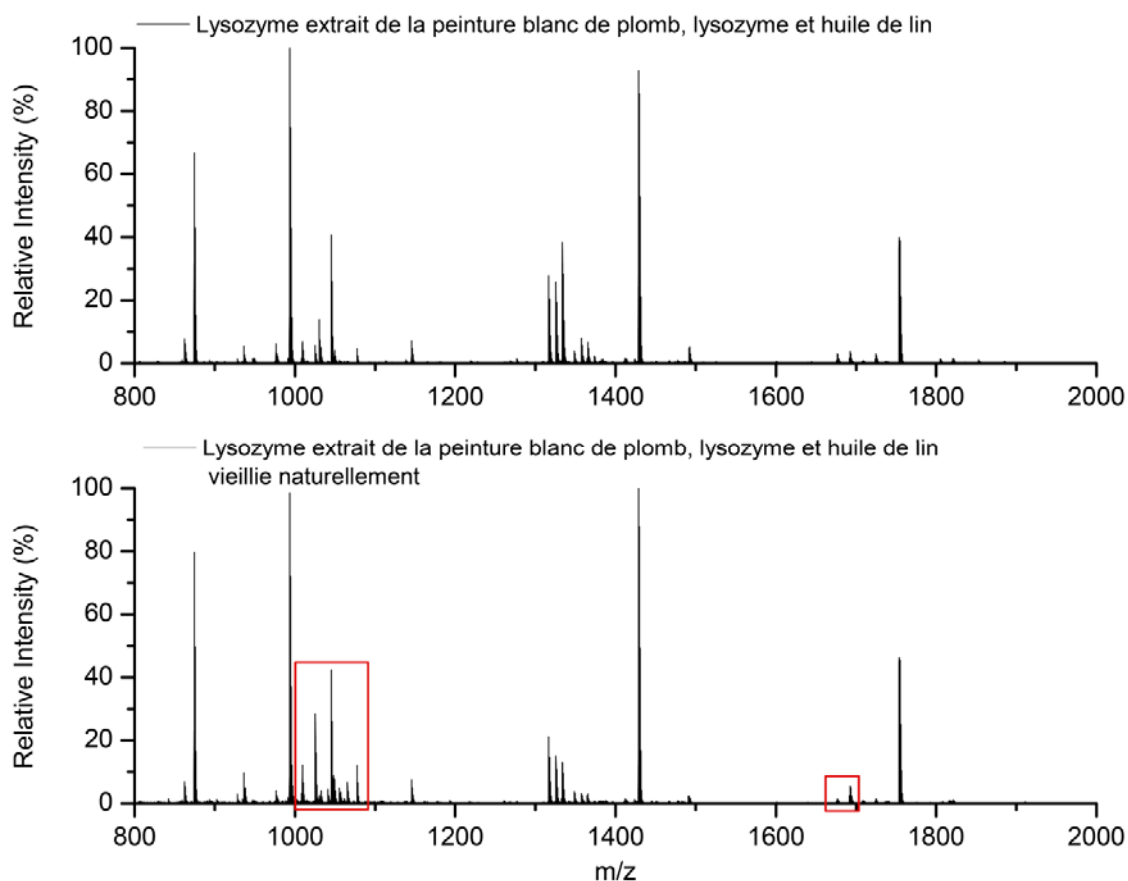 Lysozyme extrait de la peinture blanc de plomb, lysozyme et huile de lin
Relative Intensity (%)
100
80
60
40
20
0
800 1000 1200 1400 1600 1800 2000
Lysozyme extrait de la peinture blanc de plomb, lysozyme et huile de lin
vieillie naturellement
Relative Intensity (%)
100
80
60
40
20
0
800 1000 1200 1400 1600 1800 2000
m/z